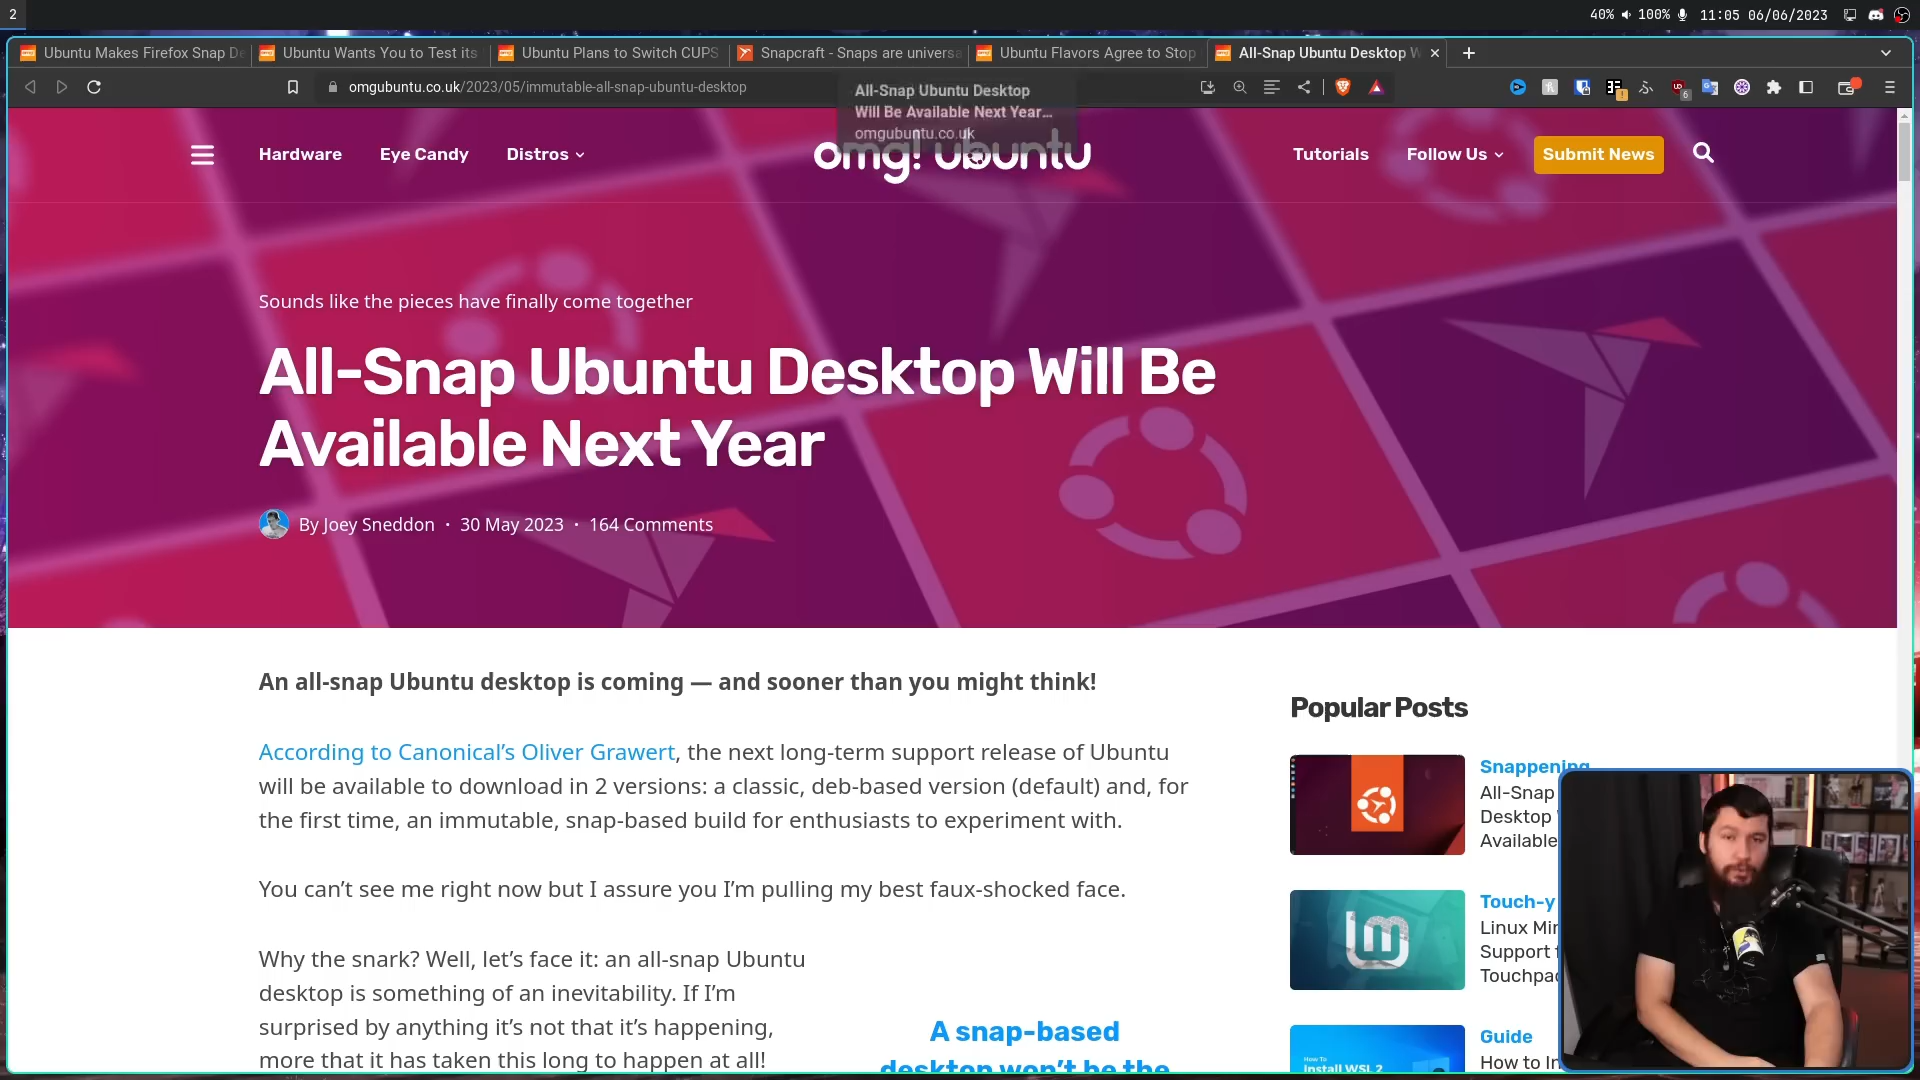 2
40% 100% 11:05 06/06/2023
Ubuntu Makes Firefox Snap De
Ubuntu Wants You to Test its
Ubuntu Plans to Switch CUPS
Snapcraft - Snaps are universa
Ubuntu Flavors Agree to Stop
All-Snap Ubuntu Desktop W
omgubuntu.co.uk/2023/05/immutable-all-snap-ubuntu-desktop
All-Snap Ubuntu Desktop
Will Be Available Next Year...
omgubuntu.co.uk
Hardware
Eye Candy
Distros
omg! ubuntu
Tutorials
Follow Us
Submit News
Sounds like the pieces have finally come together
All-Snap Ubuntu Desktop Will Be
Available Next Year
By Joey Sneddon · 30 May 2023 · 164 Comments
An all-snap Ubuntu desktop is coming — and sooner than you might think!
According to Canonical’s Oliver Grawert, the next long-term support release of Ubuntu
will be available to download in 2 versions: a classic, deb-based version (default) and, for
the first time, an immutable, snap-based build for enthusiasts to experiment with.
You can’t see me right now but I assure you I’m pulling my best faux-shocked face.
Why the snark? Well, let’s face it: an all-snap Ubuntu
desktop is something of an inevitability. If I’m
surprised by anything it’s not that it’s happening,
more that it has taken this long to happen at all!
A snap-based
desktop won’t be the
Popular Posts
Snappening
All-Snap
Desktop
Available
Touch-y
Linux Min
Support
Touchpa
Guide
How to In
How To
Install WSL 2